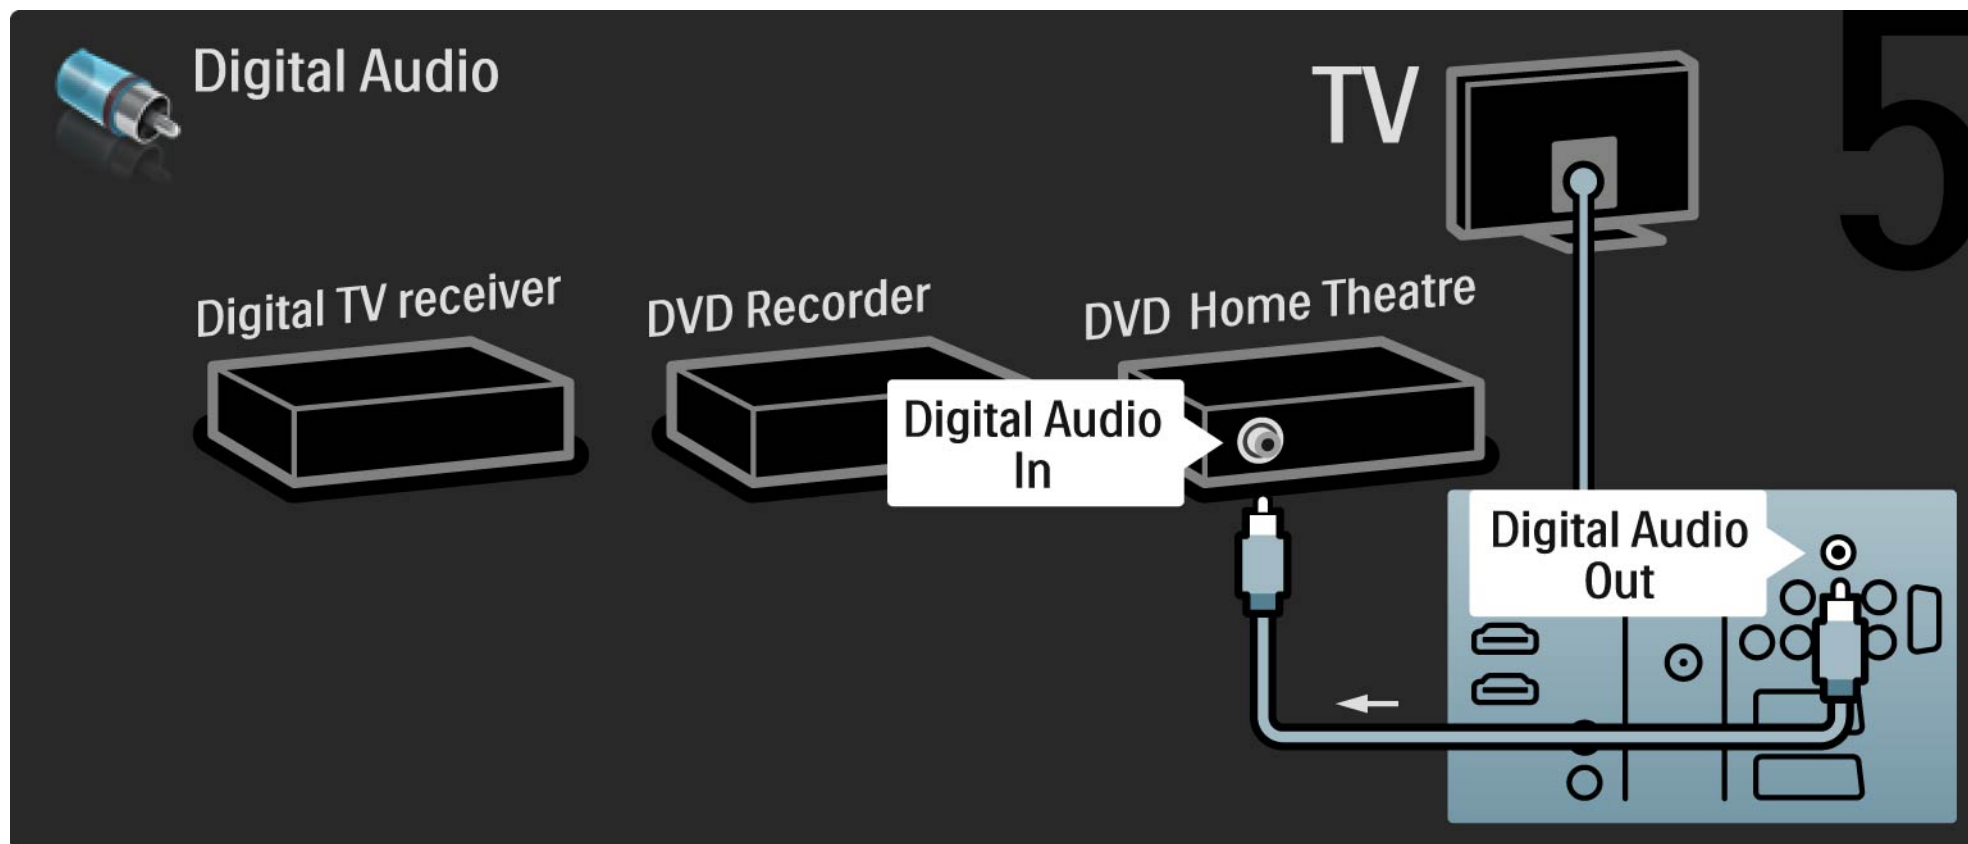 Digital Audio
TV
5
Digital TV receiver
DVD Recorder
DVD Home Theatre
Digital Audio
In
Digital Audio
Out